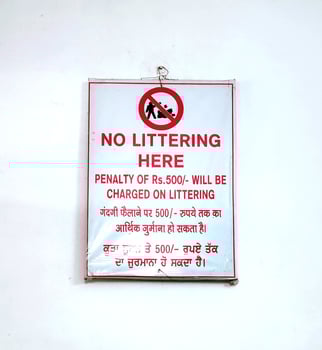 NO LITTERING
HERE
PENALTY OF Rs.500/- WILL BE
CHARGED ON LITTERING
गंदगी फैलाने पर 500/- रुपये तक का
आर्थिक जुर्माना हो सकता है।
ਕੂੜਾ ਸੁੱਟਣ ਤੇ 500/- ਰੁਪਏ ਤੱਕ
ਦਾ ਜੁਰਮਾਨਾ ਹੋ ਸਕਦਾ ਹੈ।